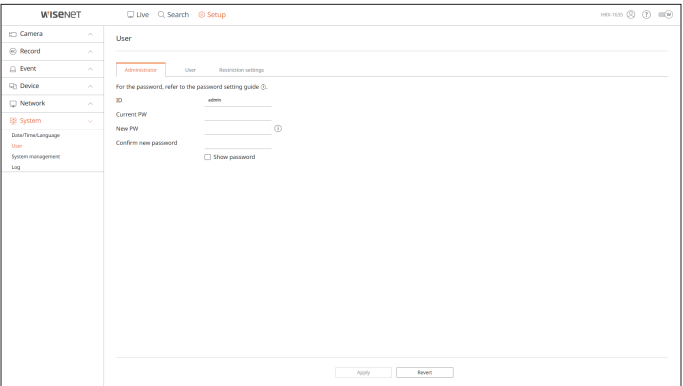 WISENET Live Search Setup HRX-1635 ? W
Camera
Record
Event
Device
Network
System
Date/Time/Language
User
System management
Log
User
Administrator User Restriction settings
For the password, refer to the password setting guide ⓘ.
ID admin
Current PW
New PW ⓘ
Confirm new password
Show password
Apply Revert